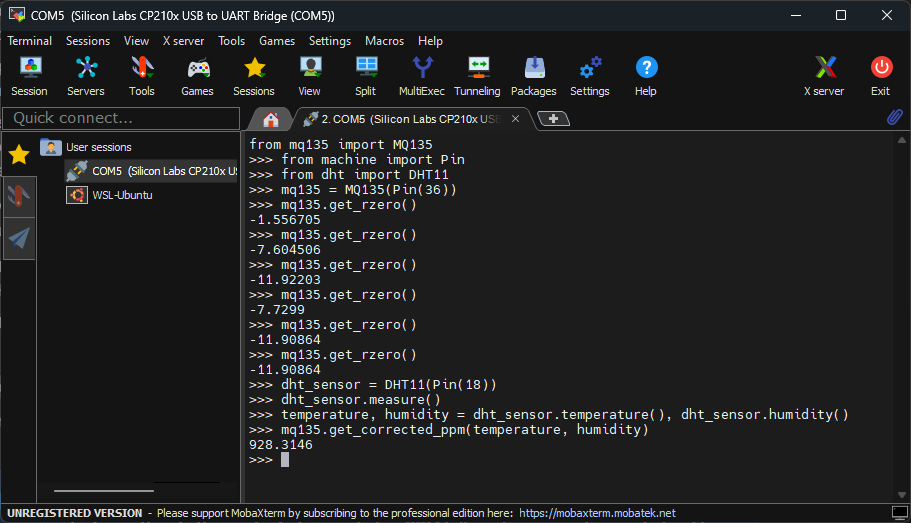 COM5 (Silicon Labs CP210x USB to UART Bridge (COM5))
Terminal Sessions View X server Tools Games Settings Macros Help
Session Servers Tools Games Sessions View Split MultiExec Tunneling Packages Settings Help X server Exit
Quick connect...
2. COM5 (Silicon Labs CP210x USB
User sessions
COM5 (Silicon Labs CP210x US
WSL-Ubuntu
from mq135 import MQ135
>>> from machine import Pin
>>> from dht import DHT11
>>> mq135 = MQ135(Pin(36))
>>> mq135.get_rzero()
-1.556705
>>> mq135.get_rzero()
-7.604506
>>> mq135.get_rzero()
-11.92203
>>> mq135.get_rzero()
-7.7299
>>> mq135.get_rzero()
-11.90864
>>> mq135.get_rzero()
-11.90864
>>> dht_sensor = DHT11(Pin(18))
>>> dht_sensor.measure()
>>> temperature, humidity = dht_sensor.temperature(), dht_sensor.humidity()
>>> mq135.get_corrected_ppm(temperature, humidity)
928.3146
>>>
UNREGISTERED VERSION - Please support MobaXterm by subscribing to the professional edition here: https://mobaxterm.mobatek.net